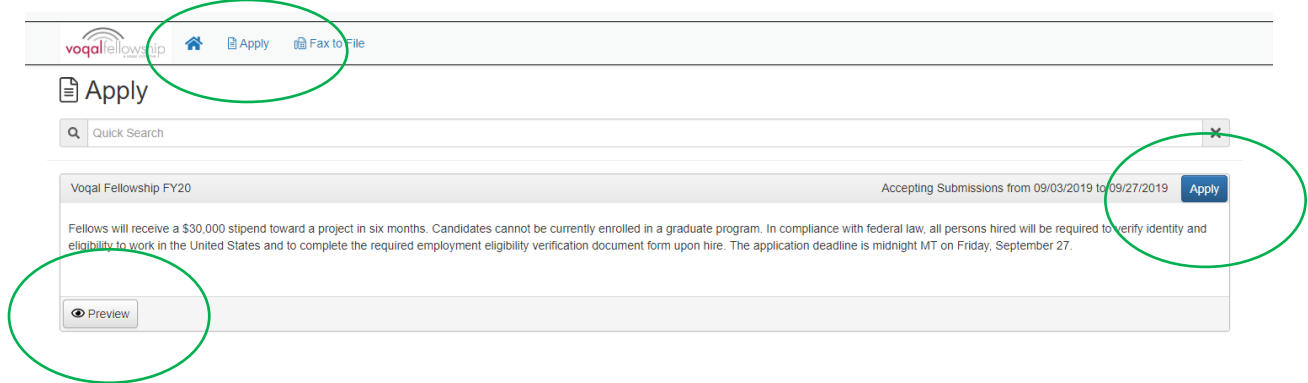 voqalfellowship Apply Fax to File
Apply
Quick Search
Voqal Fellowship FY20 Accepting Submissions from 09/03/2019 to 09/27/2019 Apply
Fellows will receive a $30,000 stipend toward a project in six months. Candidates cannot be currently enrolled in a graduate program. In compliance with federal law, all persons hired will be required to verify identity and
eligibility to work in the United States and to complete the required employment eligibility verification document form upon hire. The application deadline is midnight MT on Friday, September 27.
Preview